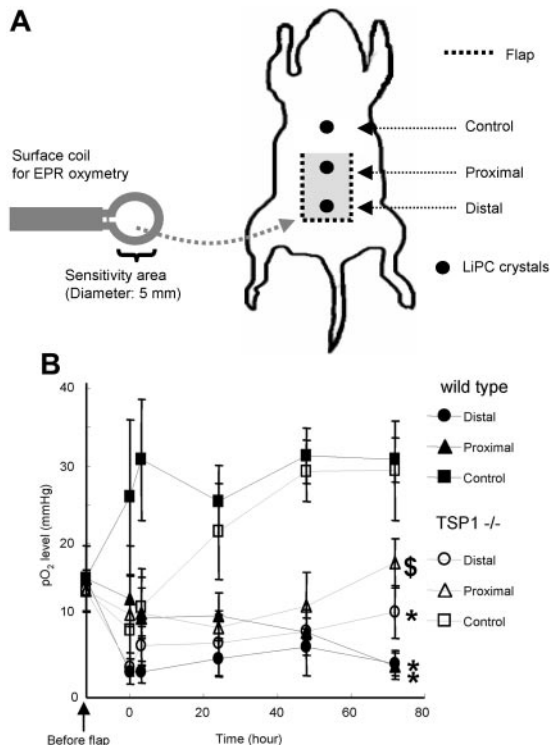 A
Flap
Control
Surface coil
for EPR oxymetry
Proximal
Distal
Sensitivity area
(Diameter: 5 mm)
LiPC crystals
B
40
30
20
10
0
pO₂ level (mmHg)
wild type
Distal
Proximal
Control
TSP1 -/-
Distal
Proximal
Control
$
*
*
*
0 20 40 60 80
Before flap
Time (hour)